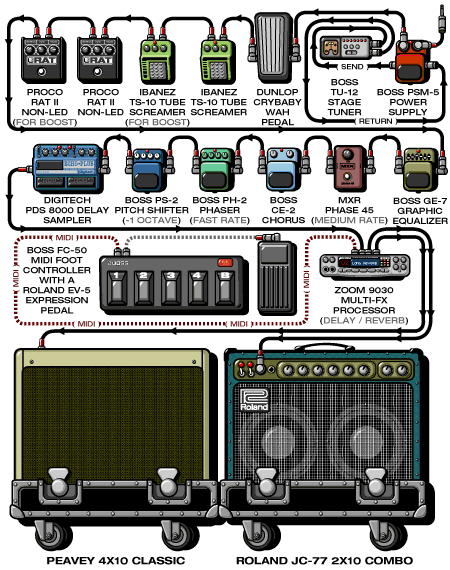 RAT
RAT
SEND
PROCO
RAT II
NON-LED
(FOR BOOST)
PROCO
RAT II
NON-LED
IBANEZ
TS-10 TUBE
SCREAMER
(FOR BOOST)
IBANEZ
TS-10 TUBE
SCREAMER
DUNLOP
CRYBABY
WAH
PEDAL
BOSS
TU-12
STAGE
TUNER
BOSS PSM-5
POWER
SUPPLY
RETURN
MXR
DIGITECH
PDS 8000 DELAY
SAMPLER
BOSS PS-2
PITCH SHIFTER
(-1 OCTAVE)
BOSS PH-2
PHASER
(FAST RATE)
BOSS
CE-2
CHORUS
MXR
PHASE 45
(MEDIUM RATE)
BOSS GE-7
GRAPHIC
EQUALIZER
MIDI
MIDI
BOSS FC-50
MIDI FOOT
CONTROLLER
WITH A
ROLAND EV-5
EXPRESSION
PEDAL
BOSS
1 2 3 4 5
MIDI
MIDI
MIDI
MIDI
ZOOM 9030
MULTI-FX
PROCESSOR
(DELAY / REVERB)
Roland
PEAVEY 4X10 CLASSIC
ROLAND JC-77 2X10 COMBO